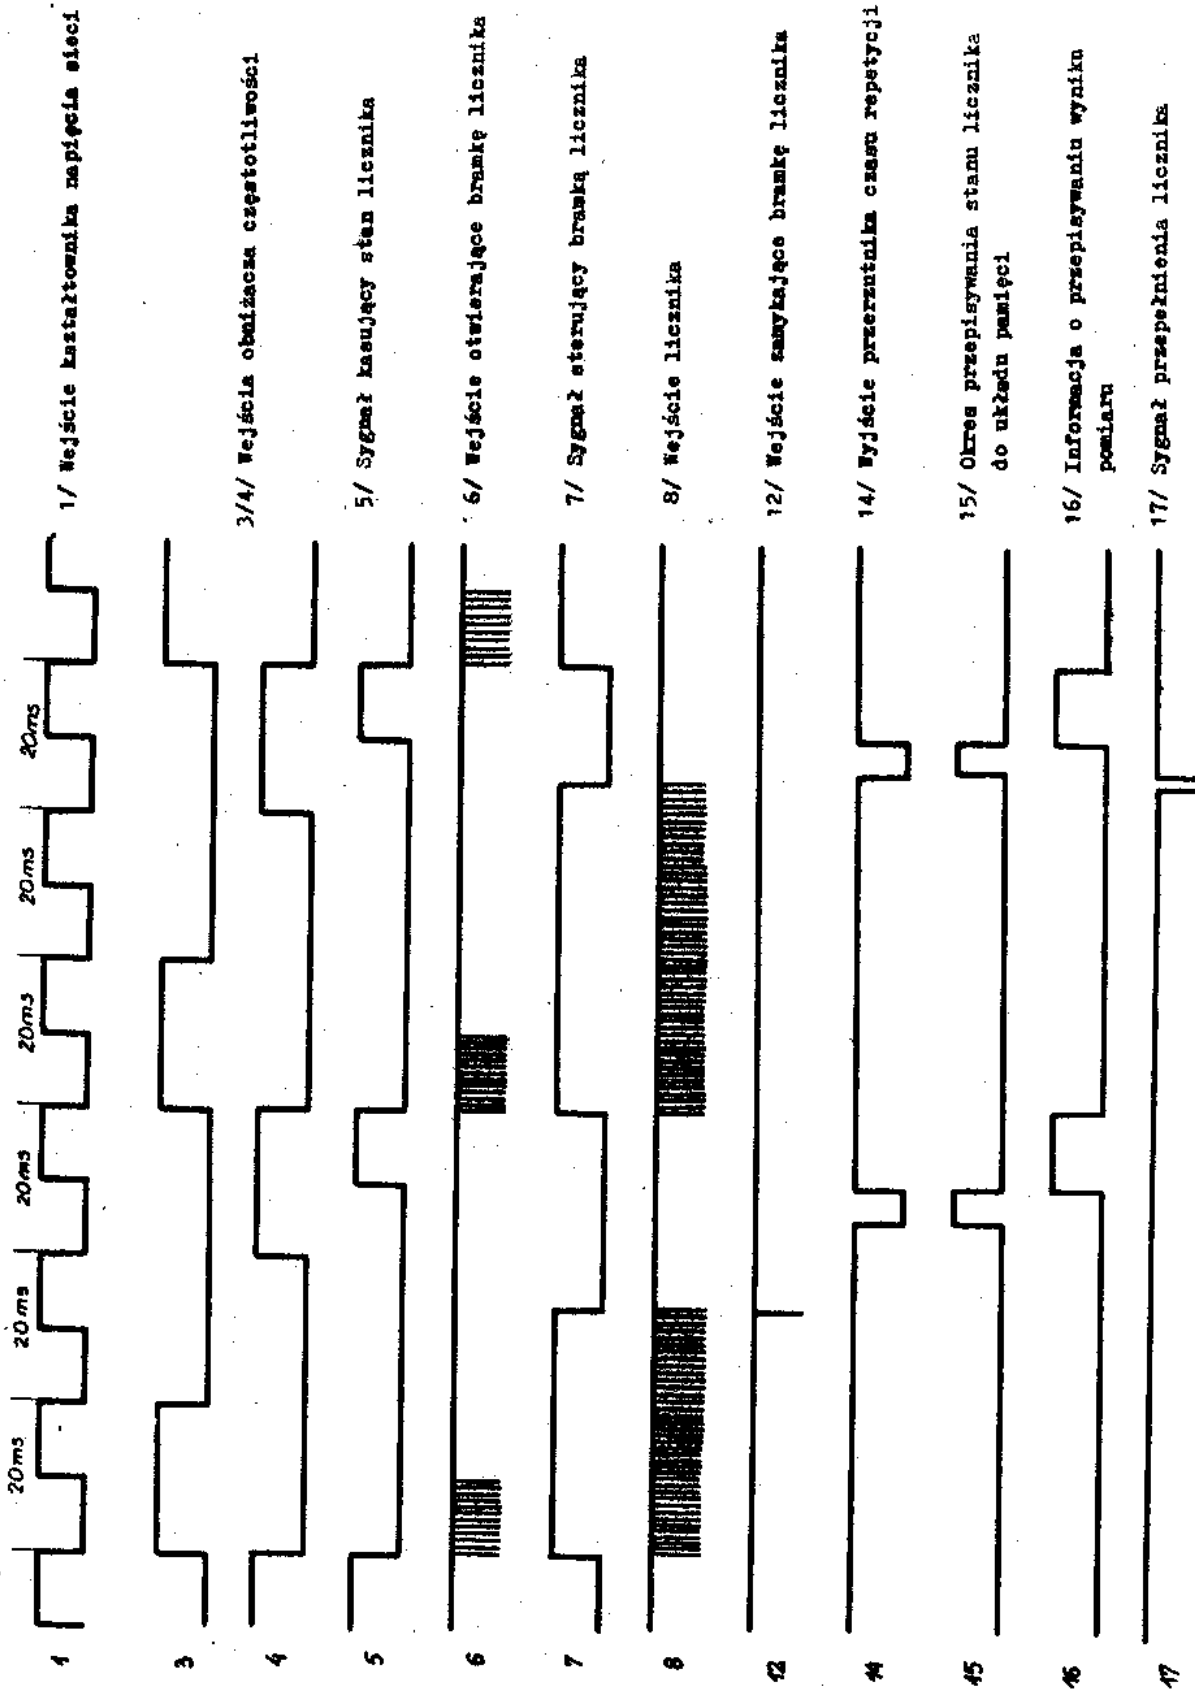 20ms 20ms 20ms 20ms 20ms 20ms
1
1/ Wejście kształtownika napięcia sieci
3
4
3/4/ Wejścia obniżacza częstotliwości
5
5/ Sygnał kasujący stan licznika
6
6/ Wejście otwierające bramkę licznika
7
7/ Sygnał sterujący bramką licznika
8
8/ Wejście licznika
12
12/ Wejście zamykające bramkę licznika
14
14/ Wyjście przerzutnika czasu repetycji
15
15/ Okres przepisywania stanu licznika
do układu pamięci
16
16/ Informacja o przepisywaniu wyniku
pomiaru
17
17/ Sygnał przepełnienia licznika